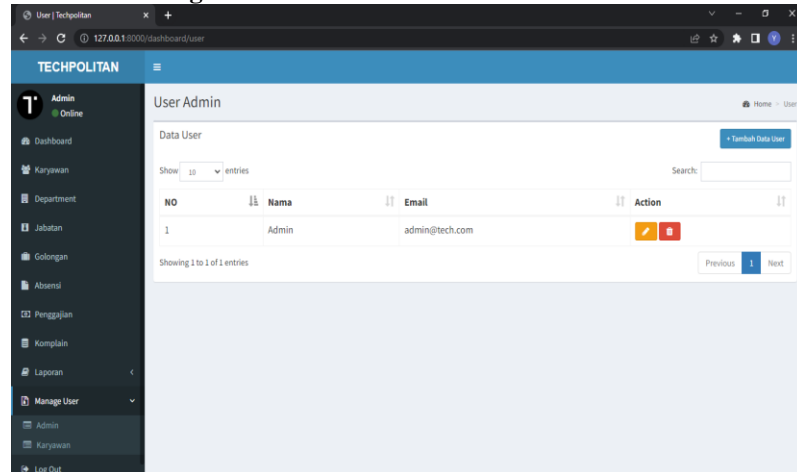 User | Techpolitan
127.0.0.1:8000/dashboard/user
TECHPOLITAN
Admin
Online
Dashboard
Karyawan
Department
Jabatan
Golongan
Absensi
Penggajian
Komplain
Laporan
Manage User
Admin
Karyawan
Log Out
User Admin
Home > User
Data User
+ Tambah Data User
Show 10 entries
Search:
NO Nama Email Action
1 Admin admin@tech.com
Showing 1 to 1 of 1 entries
Previous 1 Next